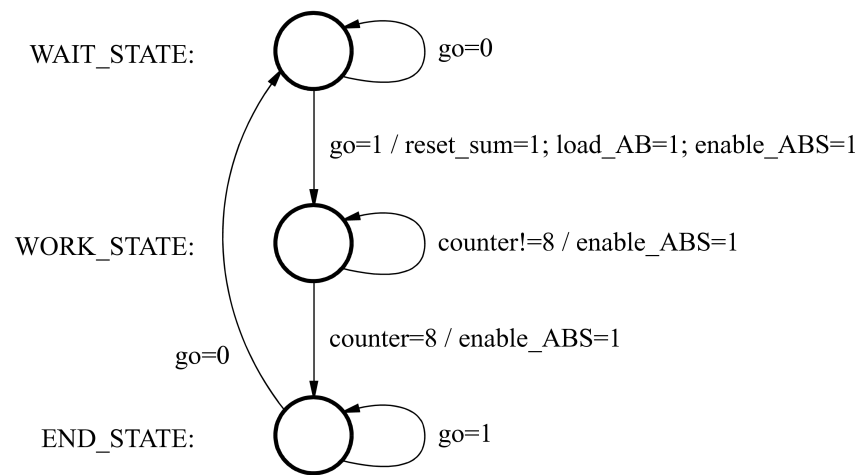 WAIT_STATE:
go=0
go=1 / reset_sum=1; load_AB=1; enable_ABS=1
WORK_STATE:
counter!=8 / enable_ABS=1
counter=8 / enable_ABS=1
go=0
END_STATE:
go=1